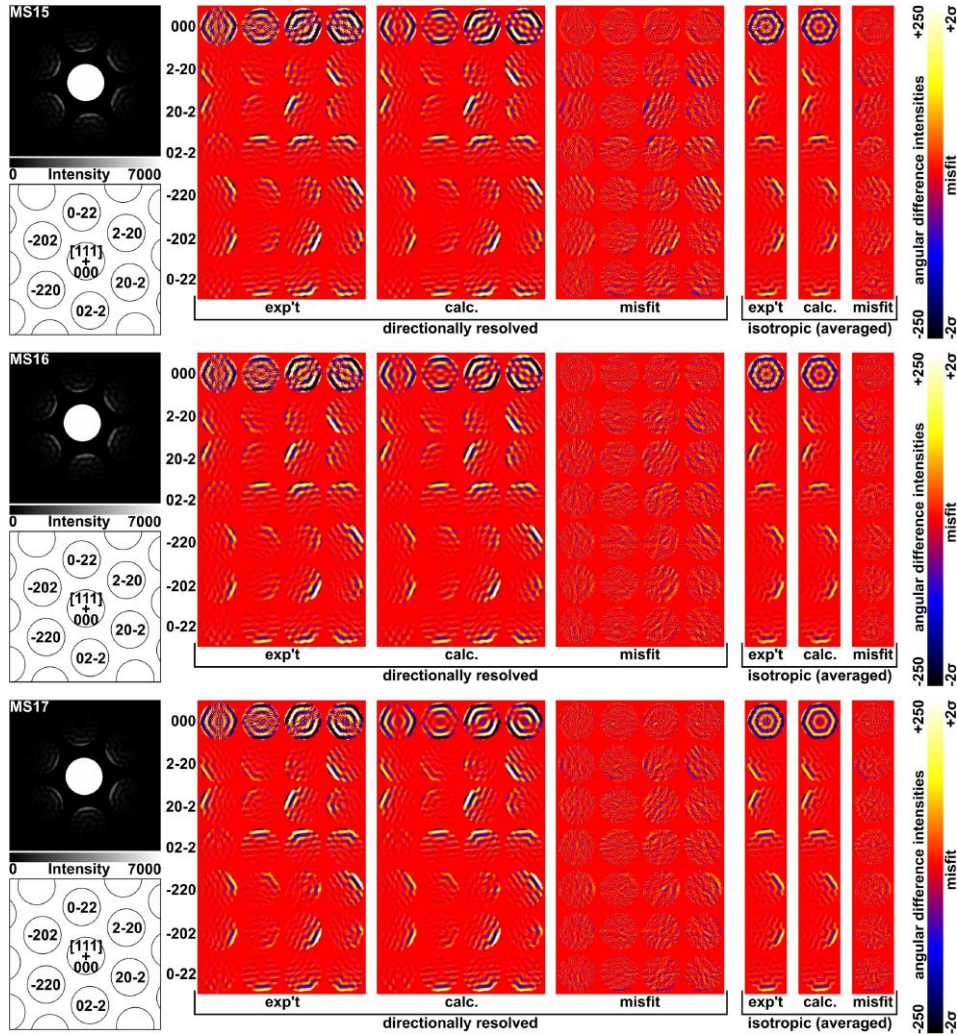 MS15
0 Intensity 7000
0-22
-202 2-20
[111]
+
000
-220 20-2
02-2
000
2-20
20-2
02-2
-220
-202
0-22
exp't calc. misfit
directionally resolved
exp't calc. misfit
isotropic (averaged)
-250 angular difference intensities +250
-2σ misfit +2σ
MS16
0 Intensity 7000
0-22
-202 2-20
[111]
+
000
-220 20-2
02-2
000
2-20
20-2
02-2
-220
-202
0-22
exp't calc. misfit
directionally resolved
exp't calc. misfit
isotropic (averaged)
-250 angular difference intensities +250
-2σ misfit +2σ
MS17
0 Intensity 7000
0-22
-202 2-20
[111]
+
000
-220 20-2
02-2
000
2-20
20-2
02-2
-220
-202
0-22
exp't calc. misfit
directionally resolved
exp't calc. misfit
isotropic (averaged)
-250 angular difference intensities +250
-2σ misfit +2σ